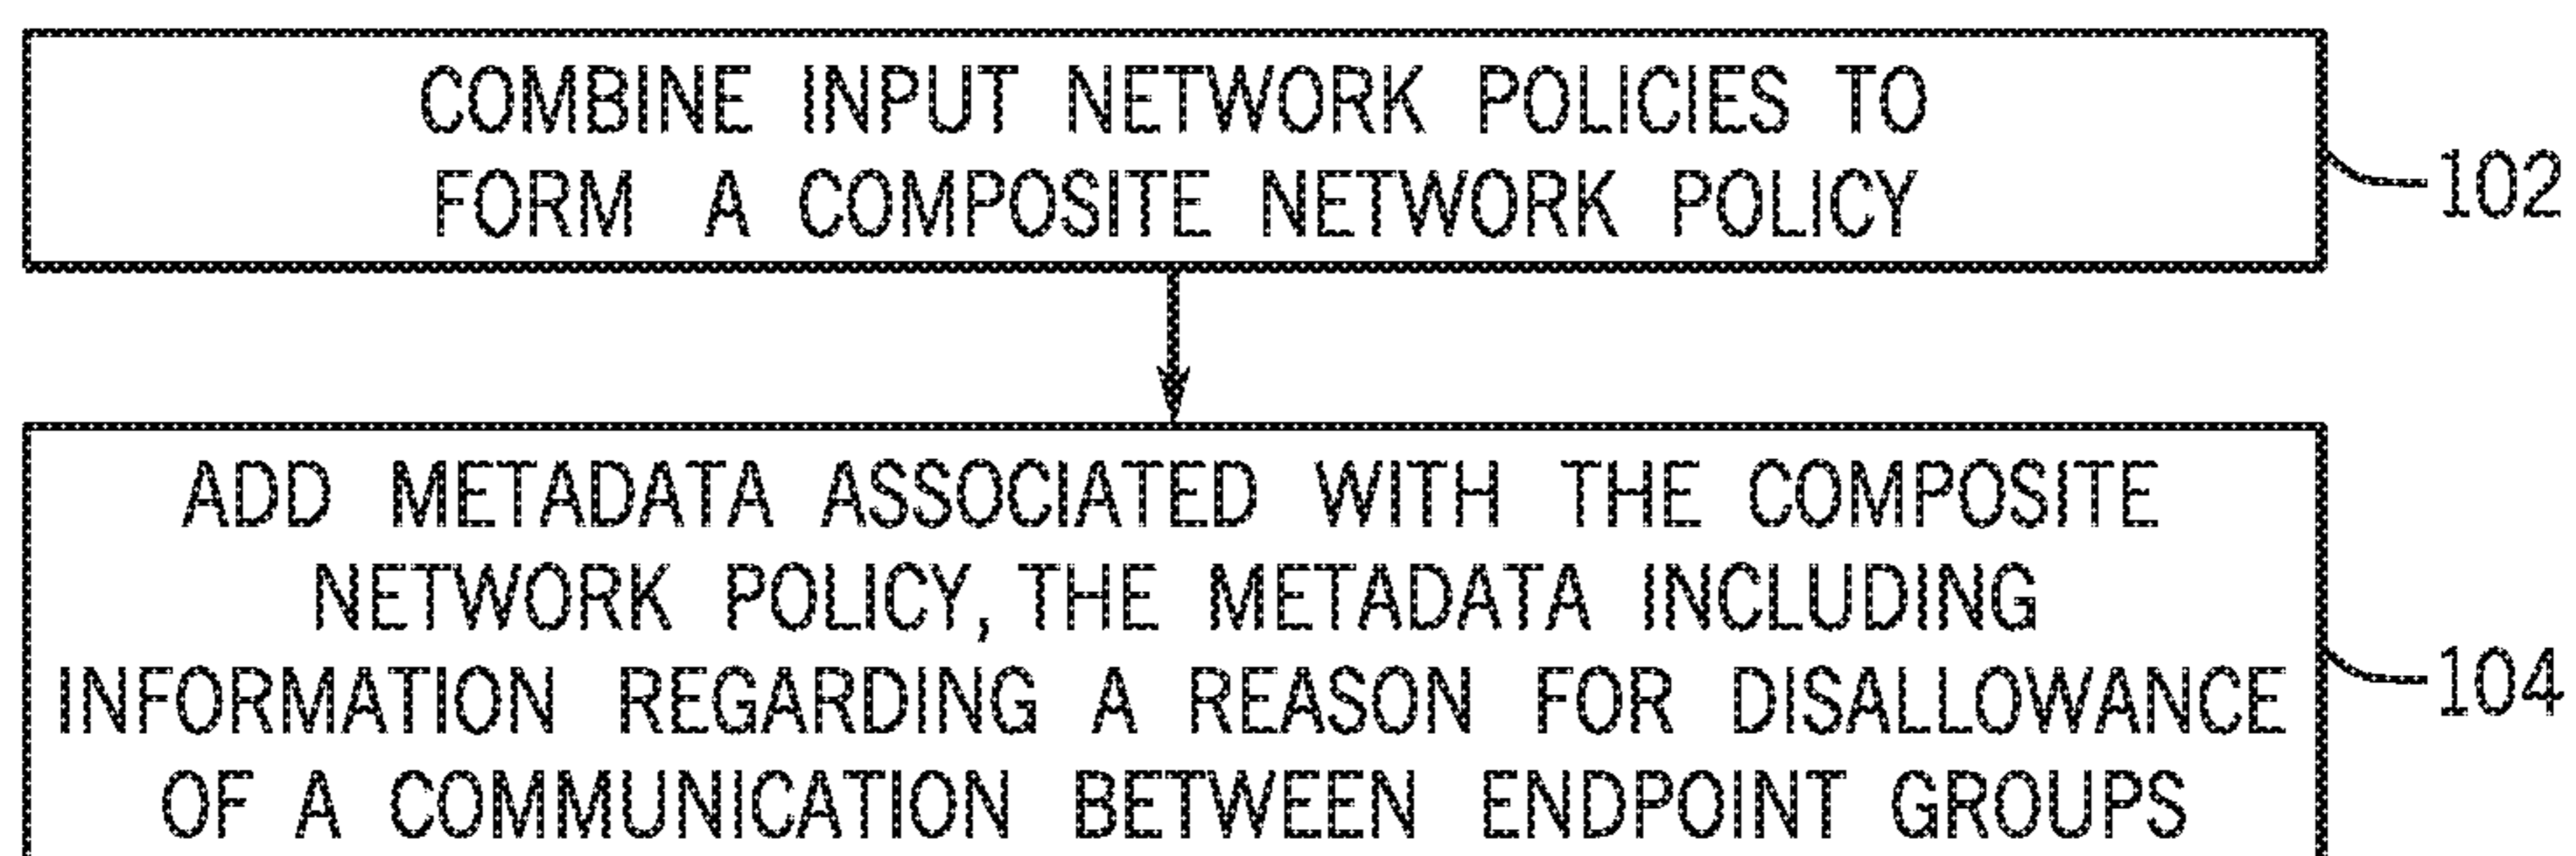 COMBINE INPUT NETWORK POLICIES TO
FORM A COMPOSITE NETWORK POLICY
102
ADD METADATA ASSOCIATED WITH THE COMPOSITE
NETWORK POLICY, THE METADATA INCLUDING
INFORMATION REGARDING A REASON FOR DISALLOWANCE
OF A COMMUNICATION BETWEEN ENDPOINT GROUPS
104